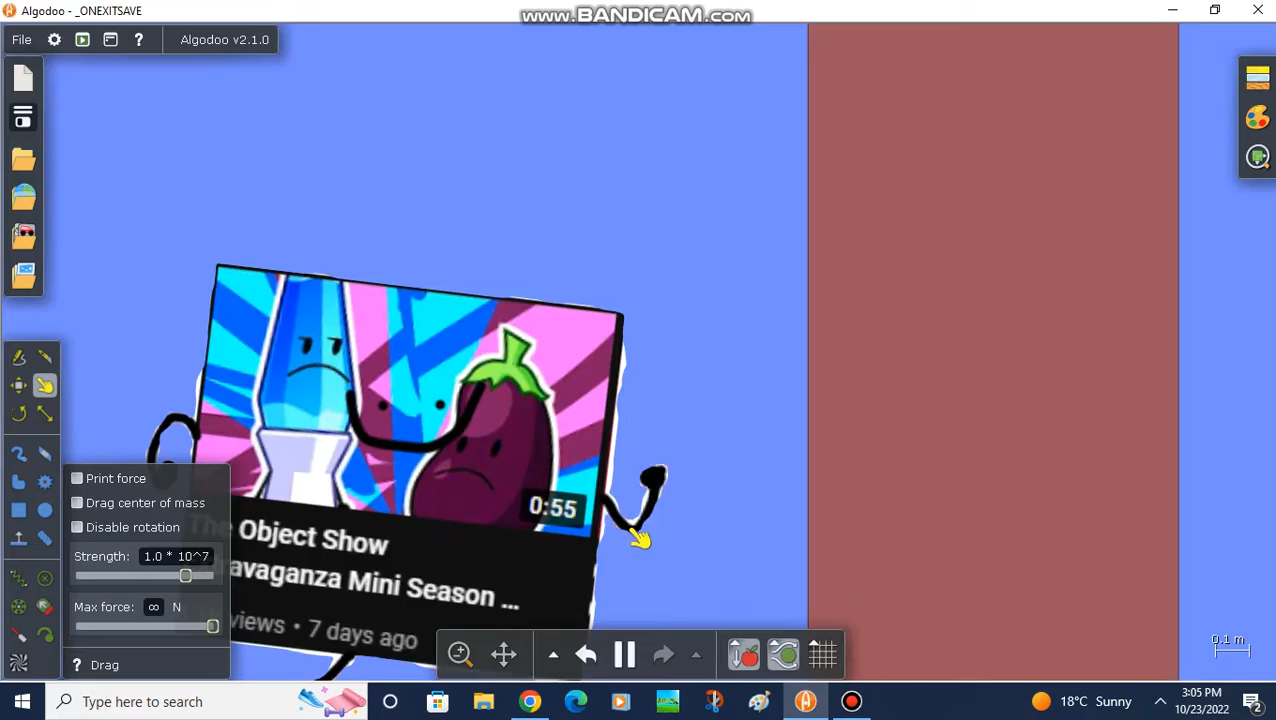 Algodoo - _ONEXITSAVE
www.BANDICAM.com
File
?
Algodoo v2.1.0
0:55
The Object Show
avaganza Mini Season ...
views • 7 days ago
Print force
Drag center of mass
Disable rotation
Strength: 1.0 * 10^7
Max force: ∞ N
? Drag
0.1 m
Type here to search
18°C Sunny
3:05 PM
10/23/2022
2